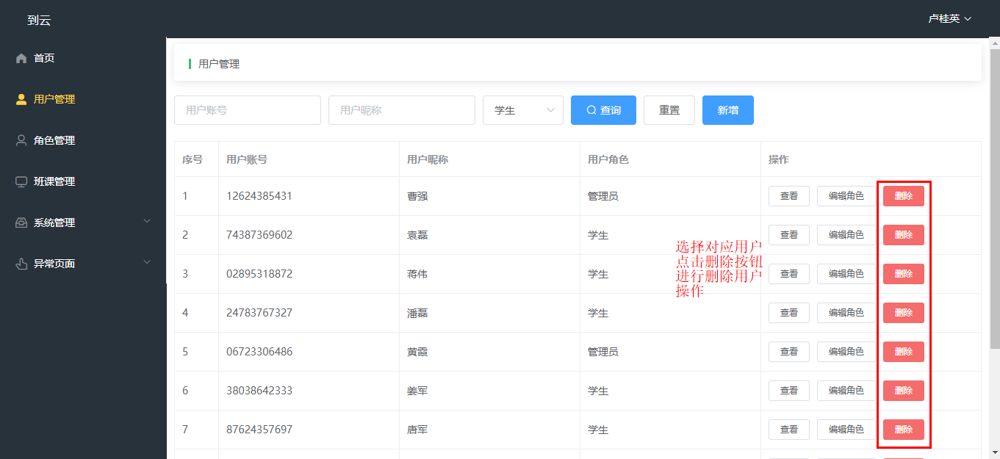 到云
卢桂英
首页
用户管理
角色管理
班课管理
系统管理
异常页面
用户管理
用户账号 用户昵称 学生 查询 重置 新增
序号 用户账号 用户昵称 用户角色 操作
1 12624385431 曹强 管理员 查看 编辑角色 删除
2 74387369602 袁磊 学生 查看 编辑角色 删除
3 02895318872 蒋伟 学生 查看 编辑角色 删除
4 24783767327 潘磊 学生 查看 编辑角色 删除
5 06723306486 黄霞 管理员 查看 编辑角色 删除
6 38038642333 姜军 学生 查看 编辑角色 删除
7 87624357697 唐军 学生 查看 编辑角色 删除
选择对应用户
点击删除按钮
进行删除用户
操作